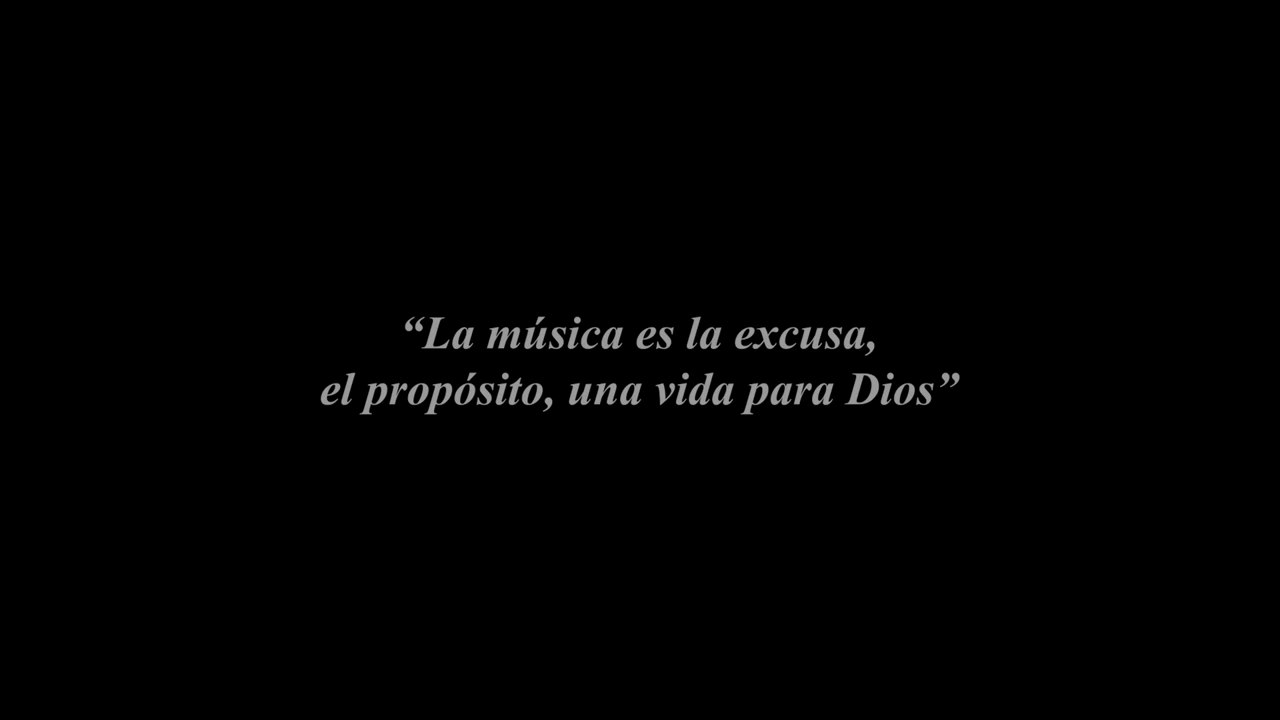 “La música es la excusa,
el propósito, una vida para Dios”